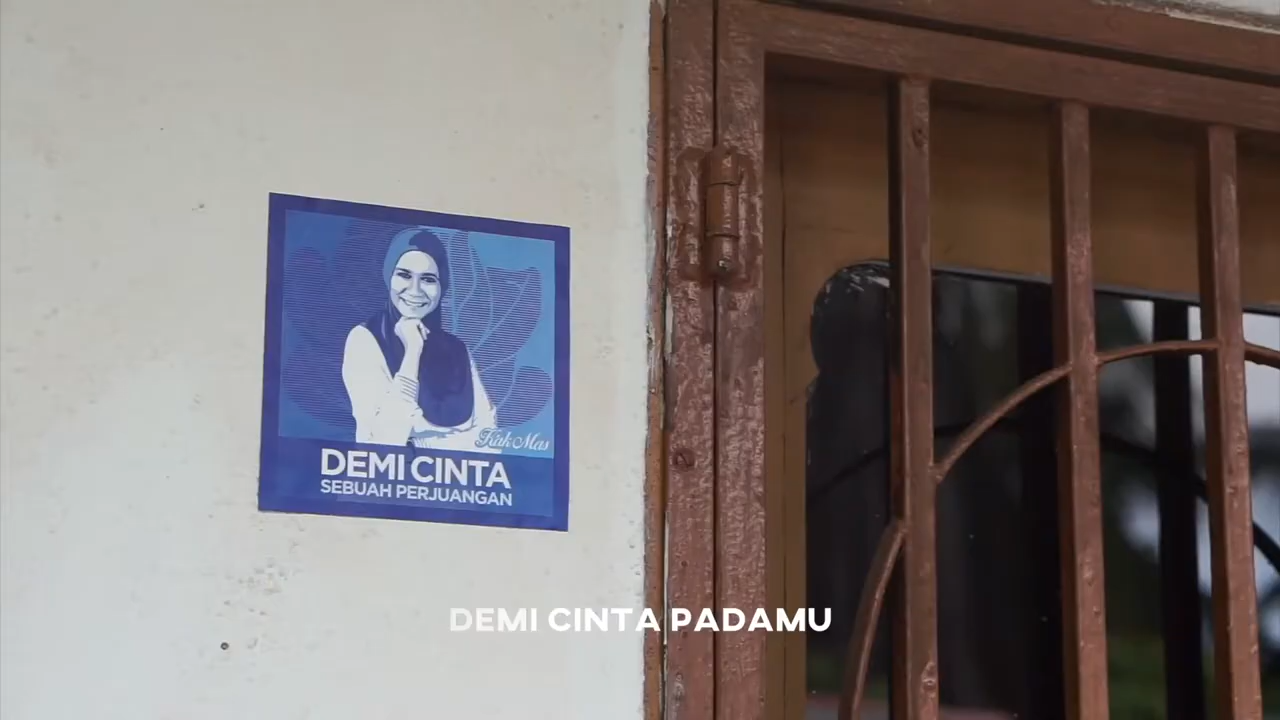 Kak Mas
DEMI CINTA
SEBUAH PERJUANGAN
DEMI CINTA PADAMU